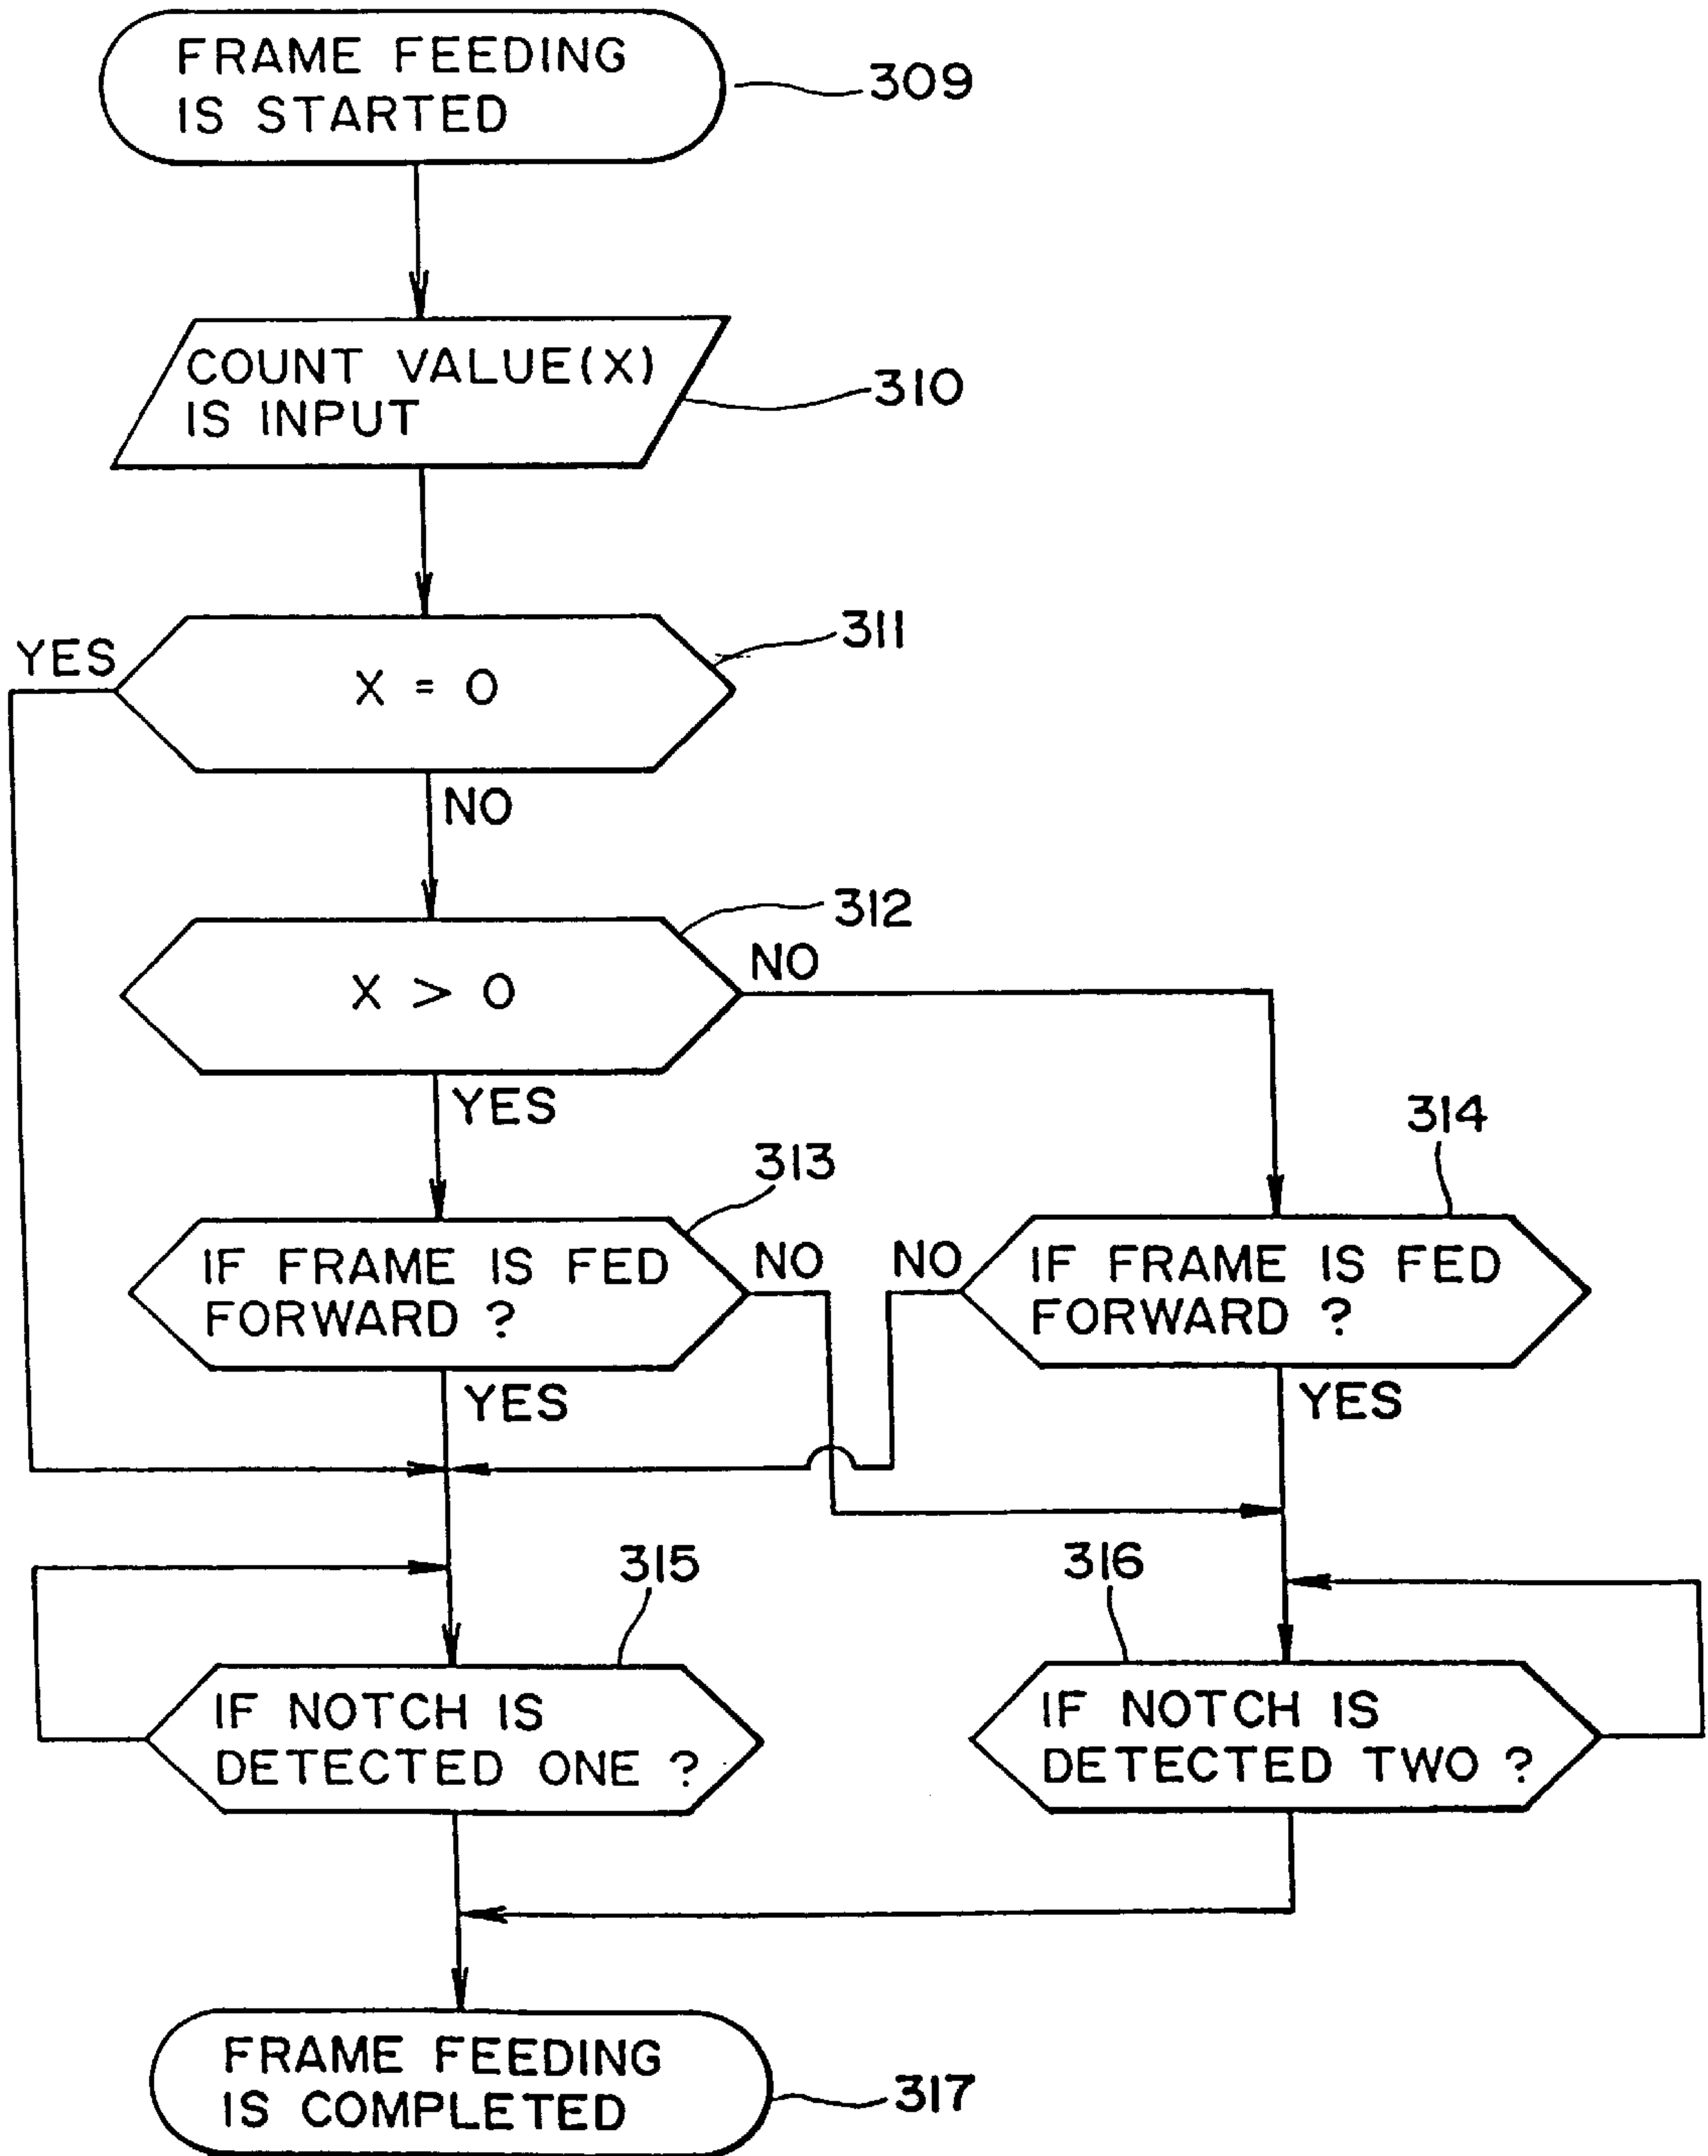 FRAME FEEDING
IS STARTED
309
COUNT VALUE(X)
IS INPUT
310
311
YES
X = 0
NO
312
X > 0
NO
YES
313
314
IF FRAME IS FED
FORWARD ?
NO
NO
IF FRAME IS FED
FORWARD ?
YES
YES
315
316
IF NOTCH IS
DETECTED ONE ?
IF NOTCH IS
DETECTED TWO ?
FRAME FEEDING
IS COMPLETED
317